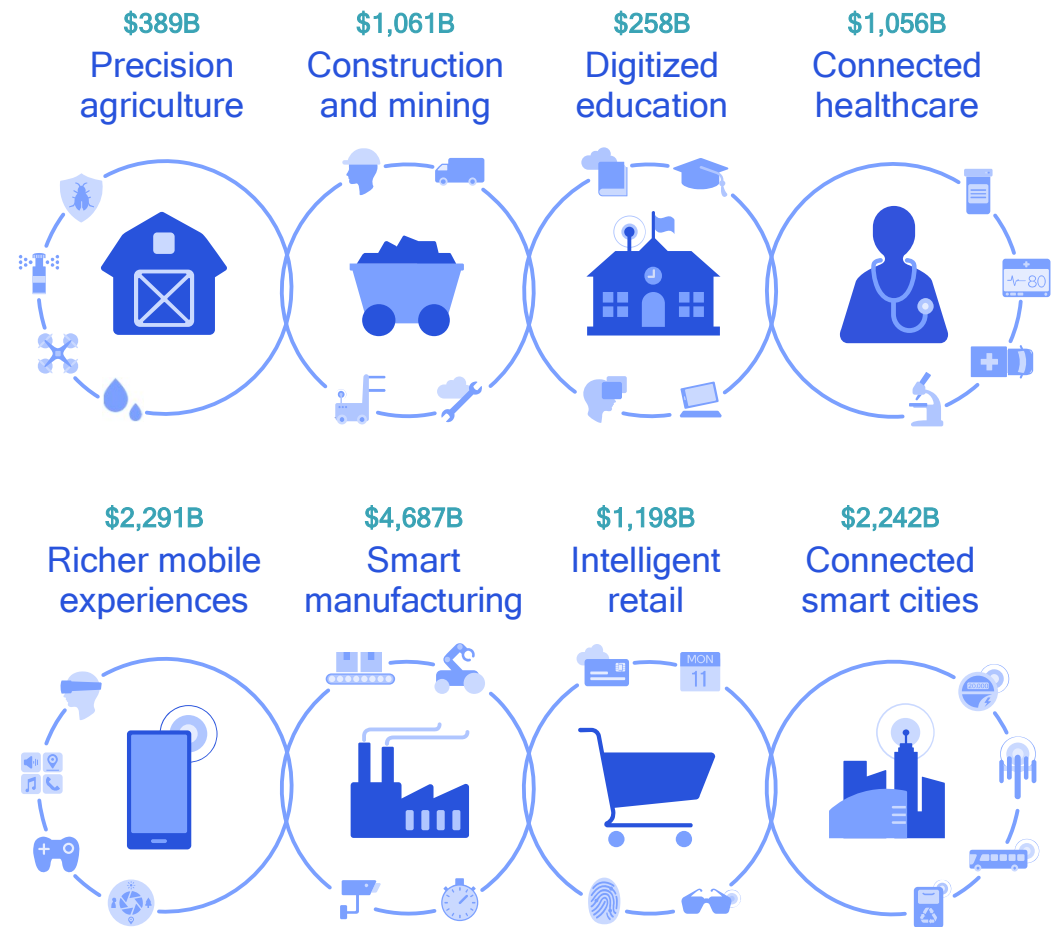 $389B
Precision
agriculture
$1,061B
Construction
and mining
$258B
Digitized
education
$1,056B
Connected
healthcare
80
$2,291B
Richer mobile
experiences
$4,687B
Smart
manufacturing
$1,198B
Intelligent
retail
$2,242B
Connected
smart cities
MON
11